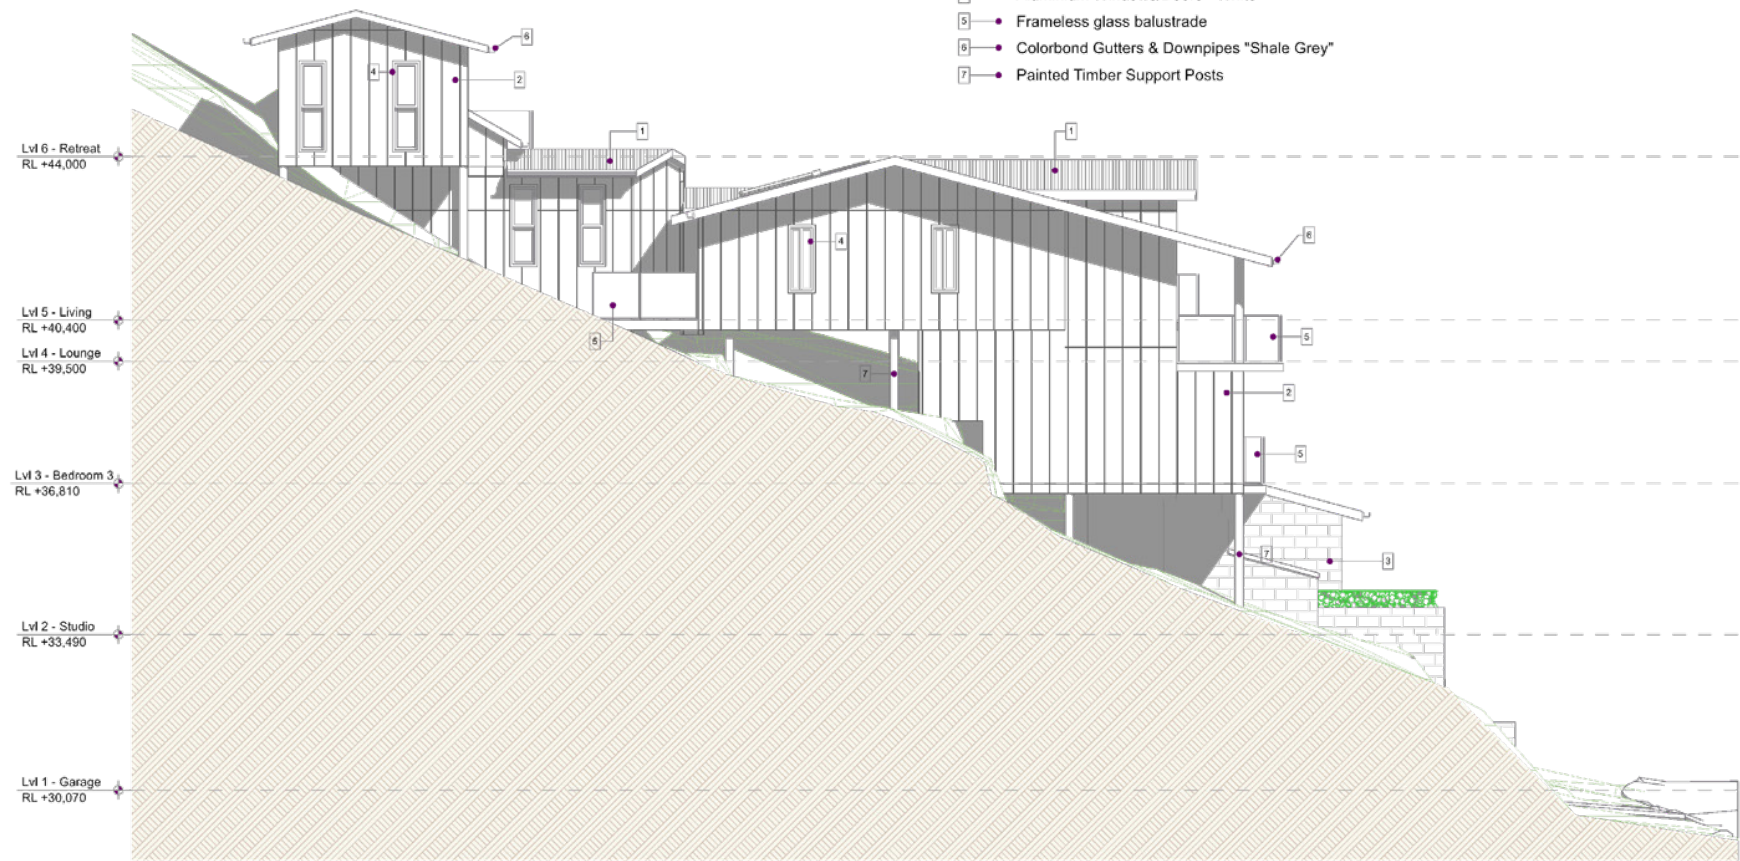 5 Frameless glass balustrade
6 Colorbond Gutters & Downpipes "Shale Grey"
7 Painted Timber Support Posts
6
4
2
1
1
Lvl 6 - Retreat
RL +44,000
4
6
Lvl 5 - Living
RL +40,400
5
5
Lvl 4 - Lounge
RL +39,500
7
2
5
Lvl 3 - Bedroom 3
RL +36,810
7
3
Lvl 2 - Studio
RL +33,490
Lvl 1 - Garage
RL +30,070